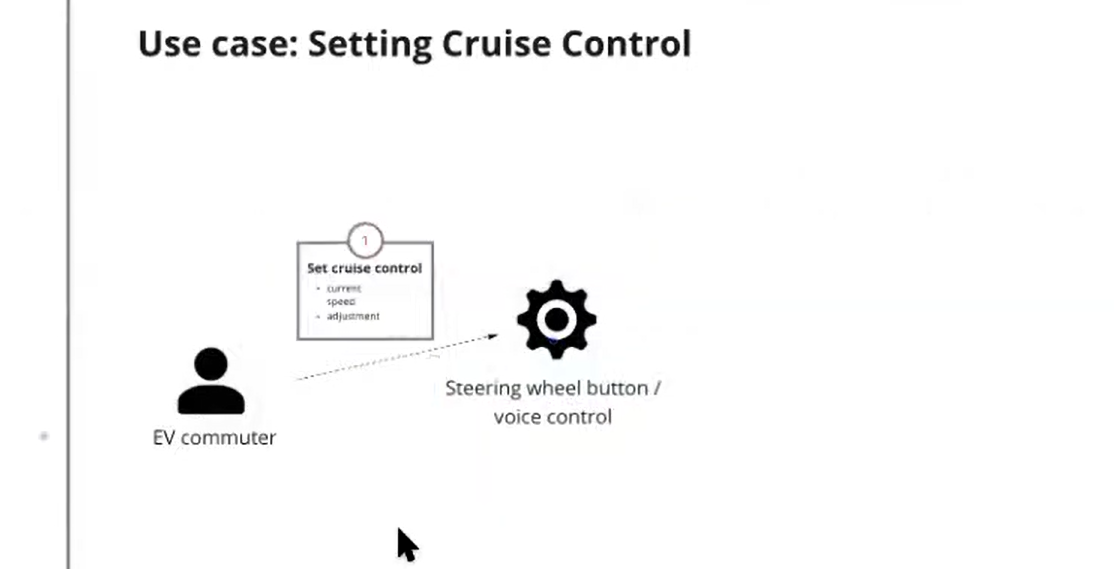 Use case: Setting Cruise Control
1
Set cruise control
• current
speed
• adjustment
Steering wheel button /
voice control
EV commuter